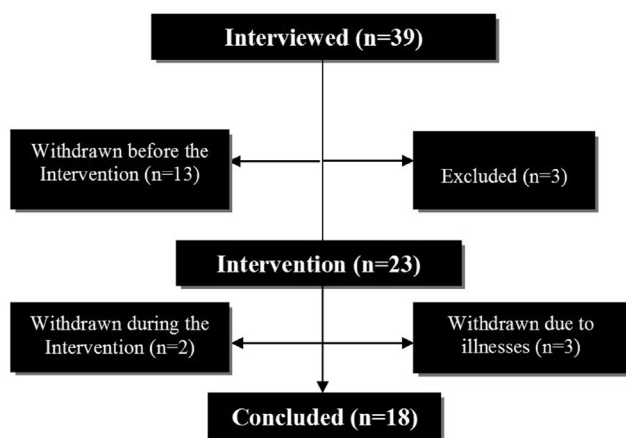 Interviewed (n=39)
Withdrawn before the
Intervention (n=13)
Excluded (n=3)
Intervention (n=23)
Withdrawn during the
Intervention (n=2)
Withdrawn due to
illnesses (n=3)
Concluded (n=18)